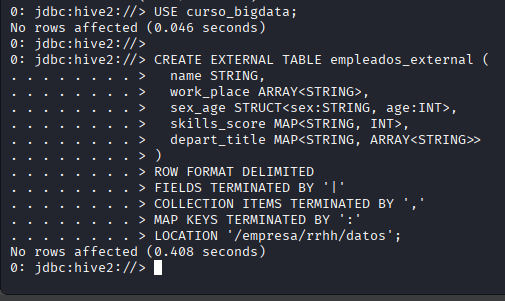 0: jdbc:hive2://> USE curso_bigdata;
No rows affected (0.046 seconds)
0: jdbc:hive2://>
0: jdbc:hive2://> CREATE EXTERNAL TABLE empleados_external (
. . . . . . . . >   name STRING,
. . . . . . . . >   work_place ARRAY<STRING>,
. . . . . . . . >   sex_age STRUCT<sex:STRING, age:INT>,
. . . . . . . . >   skills_score MAP<STRING, INT>,
. . . . . . . . >   depart_title MAP<STRING, ARRAY<STRING>>
. . . . . . . . > )
. . . . . . . . > ROW FORMAT DELIMITED
. . . . . . . . > FIELDS TERMINATED BY '|'
. . . . . . . . > COLLECTION ITEMS TERMINATED BY ','
. . . . . . . . > MAP KEYS TERMINATED BY ':'
. . . . . . . . > LOCATION '/empresa/rrhh/datos';
No rows affected (0.408 seconds)
0: jdbc:hive2://>